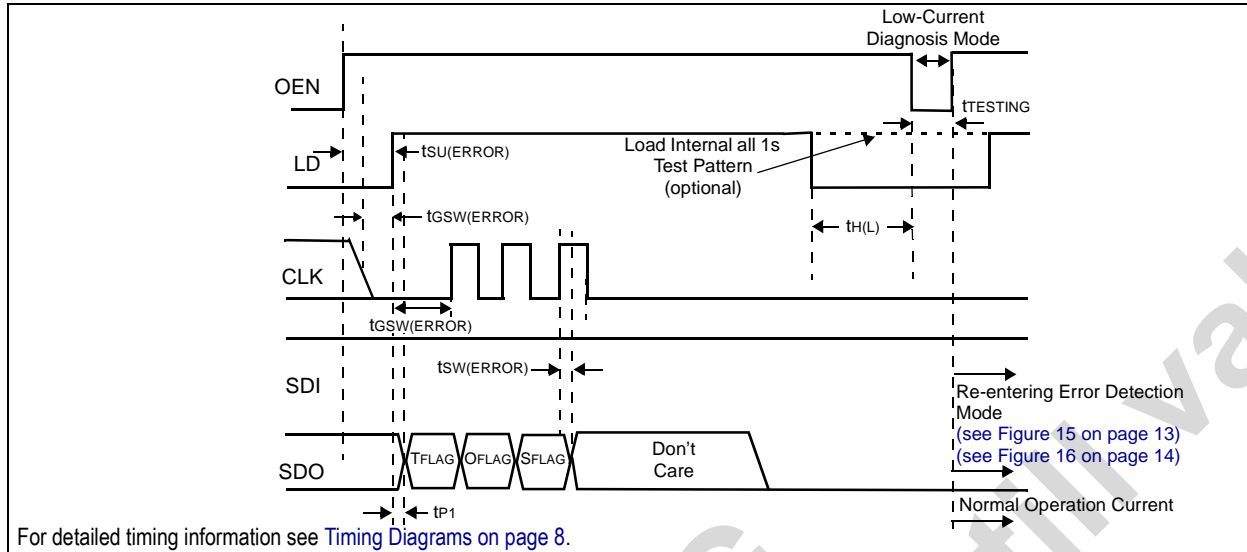 Low-Current
Diagnosis Mode
OEN
tTESTING
LD
tSU(ERROR)
Load Internal all 1s
Test Pattern
(optional)
tGSW(ERROR)
tH(L)
CLK
tGSW(ERROR)
tSW(ERROR)
SDI
Re-entering Error Detection
Mode
(see Figure 15 on page 13)
(see Figure 16 on page 14)
SDO
TFLAG
OFLAG
SFLAG
Don't
Care
Normal Operation Current
tP1
For detailed timing information see Timing Diagrams on page 8.